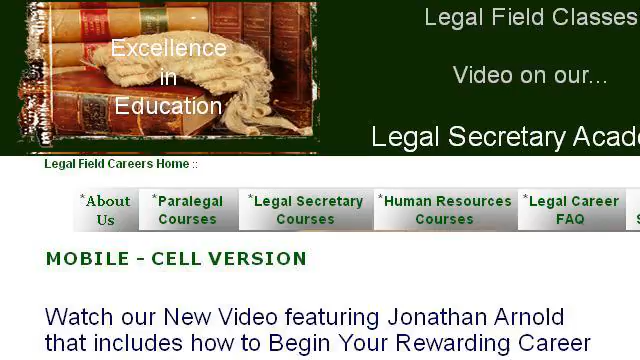 Excellence
in
Education
Legal Field Classes
Video on our...
Legal Secretary Acad
Legal Field Careers Home ::
*About
Us
*Paralegal
Courses
*Legal Secretary
Courses
*Human Resources
Courses
*Legal Career
FAQ
MOBILE - CELL VERSION
Watch our New Video featuring Jonathan Arnold
that includes how to Begin Your Rewarding Career